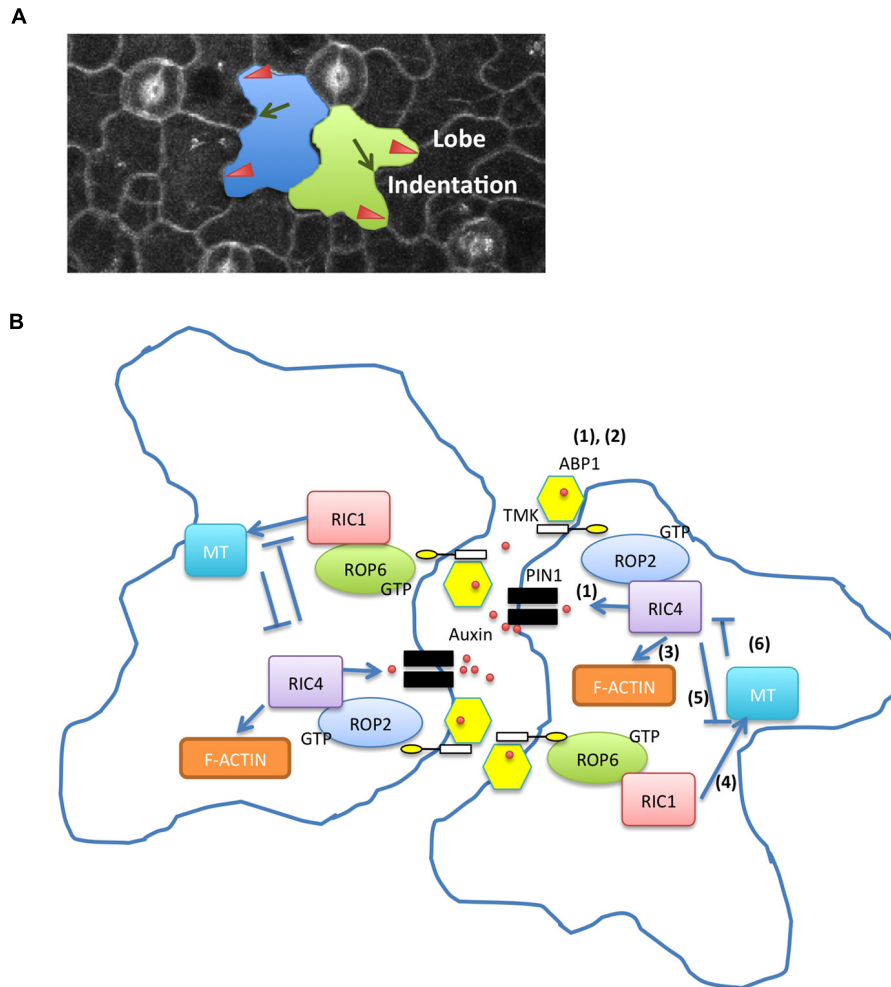 A
Lobe
Indentation
B
(1), (2)
ABP1
TMK
GTP
RIC1
MT
ROP2
ROP6
PIN1
GTP
(1)
RIC4
Auxin
(3)
(6)
RIC4
F-ACTIN
(5)
MT
ROP2
GTP
GTP
F-ACTIN
ROP6
(4)
RIC1